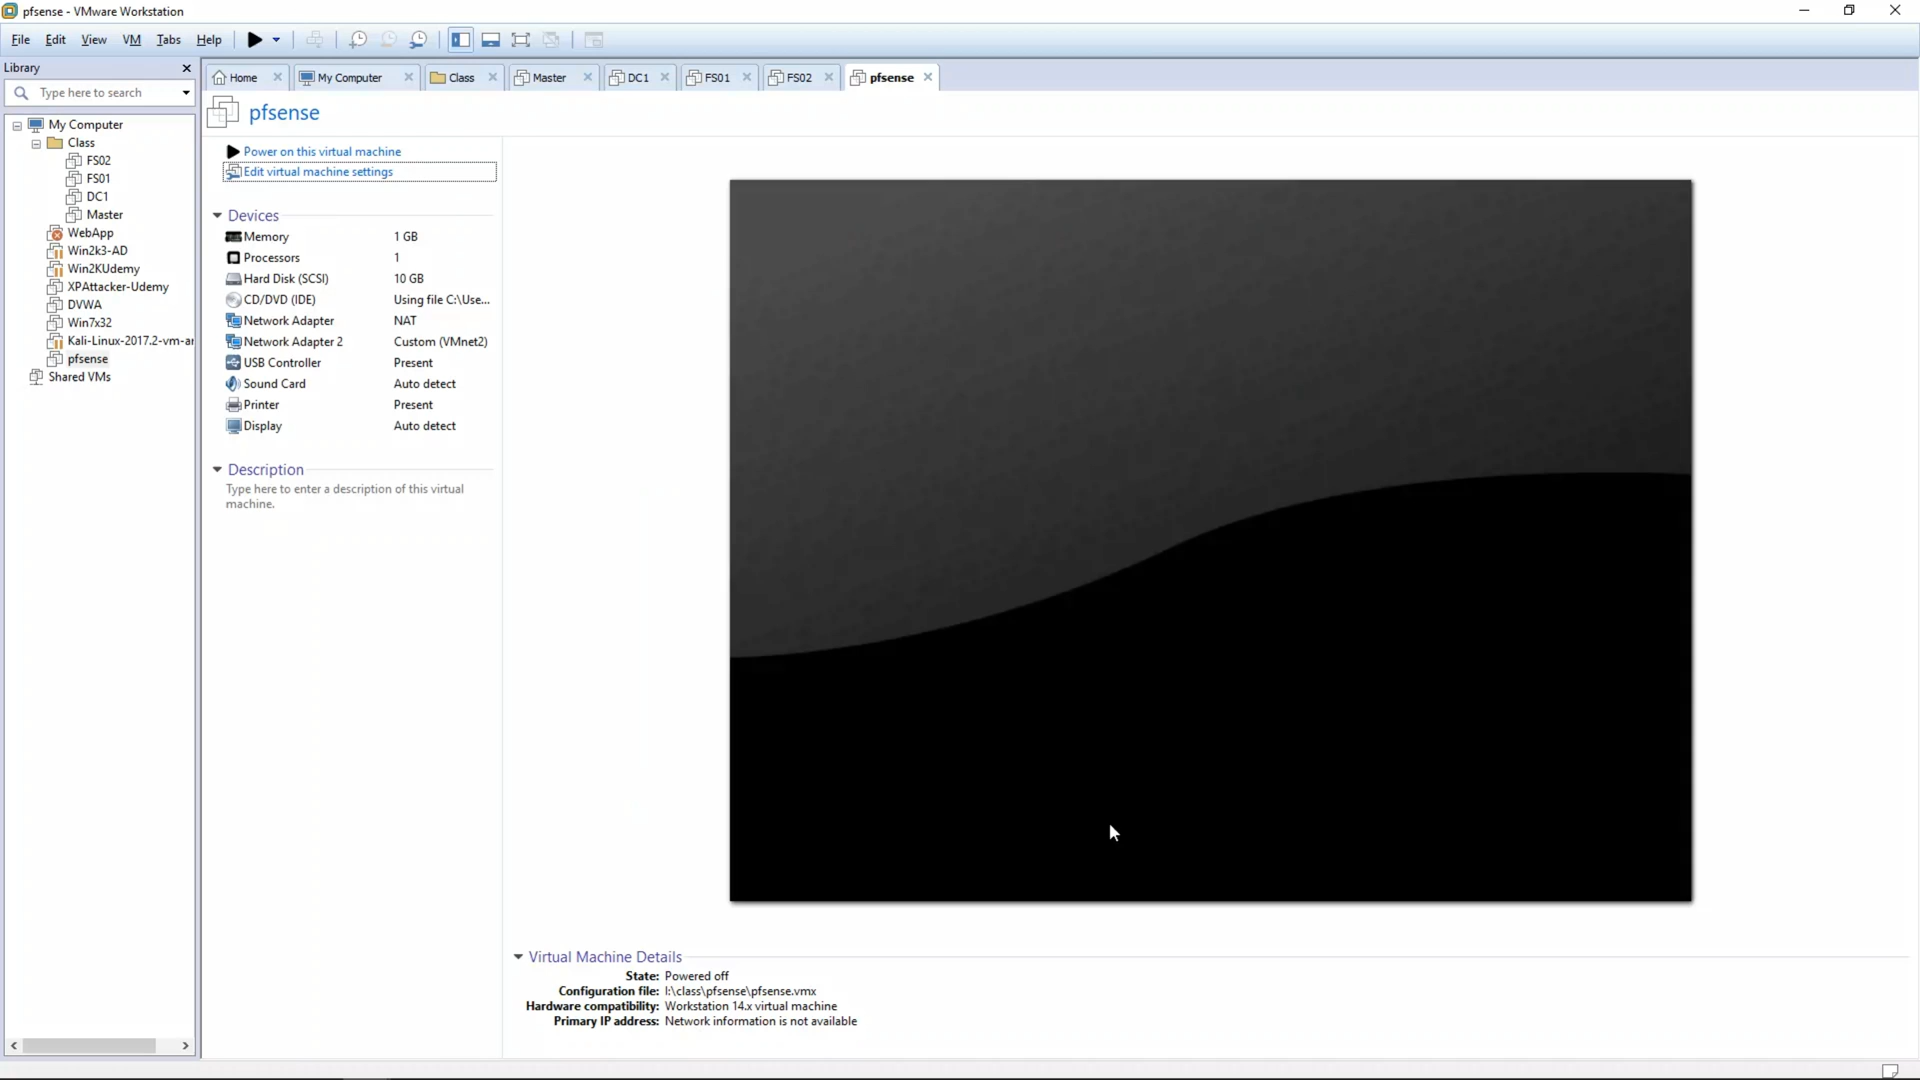 pfsense - VMware Workstation
File Edit View VM Tabs Help
Library
Type here to search
My Computer
Class
FS02
FS01
DC1
Master
WebApp
Win2k3-AD
Win2KUdemy
XPAttacker-Udemy
DVWA
Win7x32
Kali-Linux-2017.2-vm-ar
pfsense
Shared VMs
Home My Computer Class Master DC1 FS01 FS02 pfsense
pfsense
Power on this virtual machine
Edit virtual machine settings
Devices
Memory 1 GB
Processors 1
Hard Disk (SCSI) 10 GB
CD/DVD (IDE) Using file C:\Use...
Network Adapter NAT
Network Adapter 2 Custom (VMnet2)
USB Controller Present
Sound Card Auto detect
Printer Present
Display Auto detect
Description
Type here to enter a description of this virtual
machine.
Virtual Machine Details
State: Powered off
Configuration file: I:\class\pfsense\pfsense.vmx
Hardware compatibility: Workstation 14.x virtual machine
Primary IP address: Network information is not available